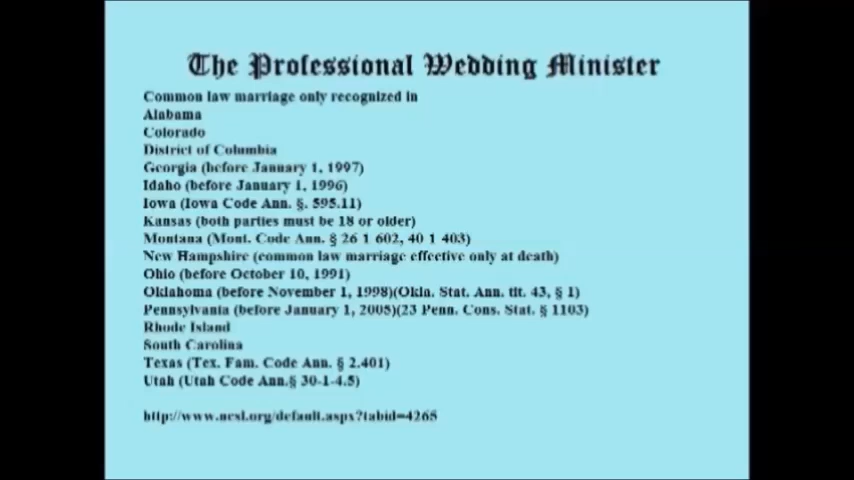 The Professional Wedding Minister
Common law marriage only recognized in
Alabama
Colorado
District of Columbia
Georgia (before January 1, 1997)
Idaho (before January 1, 1996)
Iowa (Iowa Code Ann. §. 595.11)
Kansas (both parties must be 18 or older)
Montana (Mont. Code Ann. § 26 1 602, 40 1 403)
New Hampshire (common law marriage effective only at death)
Ohio (before October 10, 1991)
Oklahoma (before November 1, 1998)(Okla. Stat. Ann. tit. 43, § 1)
Pennsylvania (before January 1, 2005)(23 Penn. Cons. Stat. § 1103)
Rhode Island
South Carolina
Texas (Tex. Fam. Code Ann. § 2.401)
Utah (Utah Code Ann.§ 30-1-4.5)
http://www.ncsl.org/default.aspx?tabid=4265